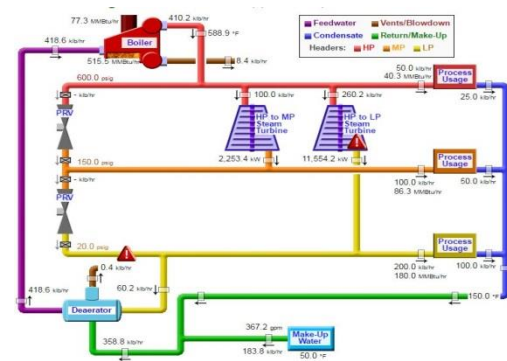 77.3 MMBtu/hr
410.2 klb/hr
Feedwater
Vents/Blowdown
Condensate
Return/Make-Up
Headers:
HP
MP
LP
418.6 klb/hr
Boiler
588.9 °F
515.5 MMBtu/hr
8.4 klb/hr
600.0 psig
50.0 klb/hr
40.3 MMBtu/hr
Process
Usage
25.0 klb/hr
- klb/hr
100.0 klb/hr
260.2 klb/hr
PRV
HP to MP
Steam
Turbine
HP to LP
Steam
Turbine
2,253.4 kW
11,554.2 kW
150.0 psig
- klb/hr
100.0 klb/hr
86.3 MMBtu/hr
Process
Usage
50.0 klb/hr
PRV
20.0 psig
200.0 klb/hr
180.0 MMBtu/hr
Process
Usage
100.0 klb/hr
0.4 klb/hr
418.6 klb/hr
Deaerator
60.2 klb/hr
150.0 °F
358.8 klb/hr
367.2 gpm
183.8 klb/hr
Make-Up
Water
50.0 °F